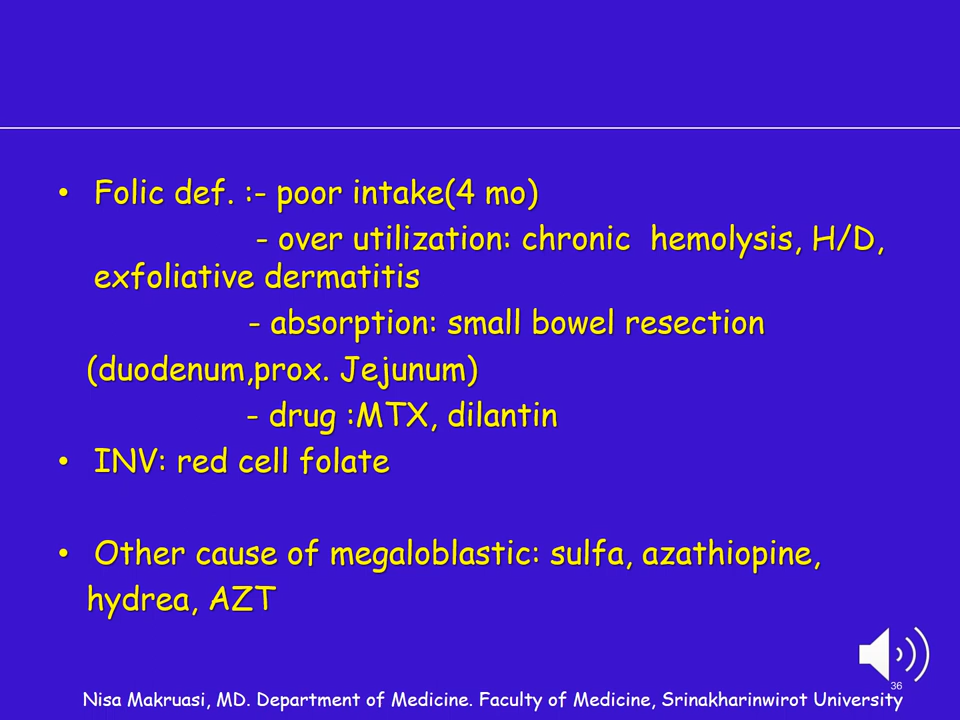 • Folic def. :- poor intake(4 mo)
- over utilization: chronic hemolysis, H/D,
exfoliative dermatitis
- absorption: small bowel resection
(duodenum,prox. Jejunum)
- drug :MTX, dilantin
• INV: red cell folate
• Other cause of megaloblastic: sulfa, azathiopine,
hydrea, AZT
36
Nisa Makruasi, MD. Department of Medicine. Faculty of Medicine, Srinakharinwirot University